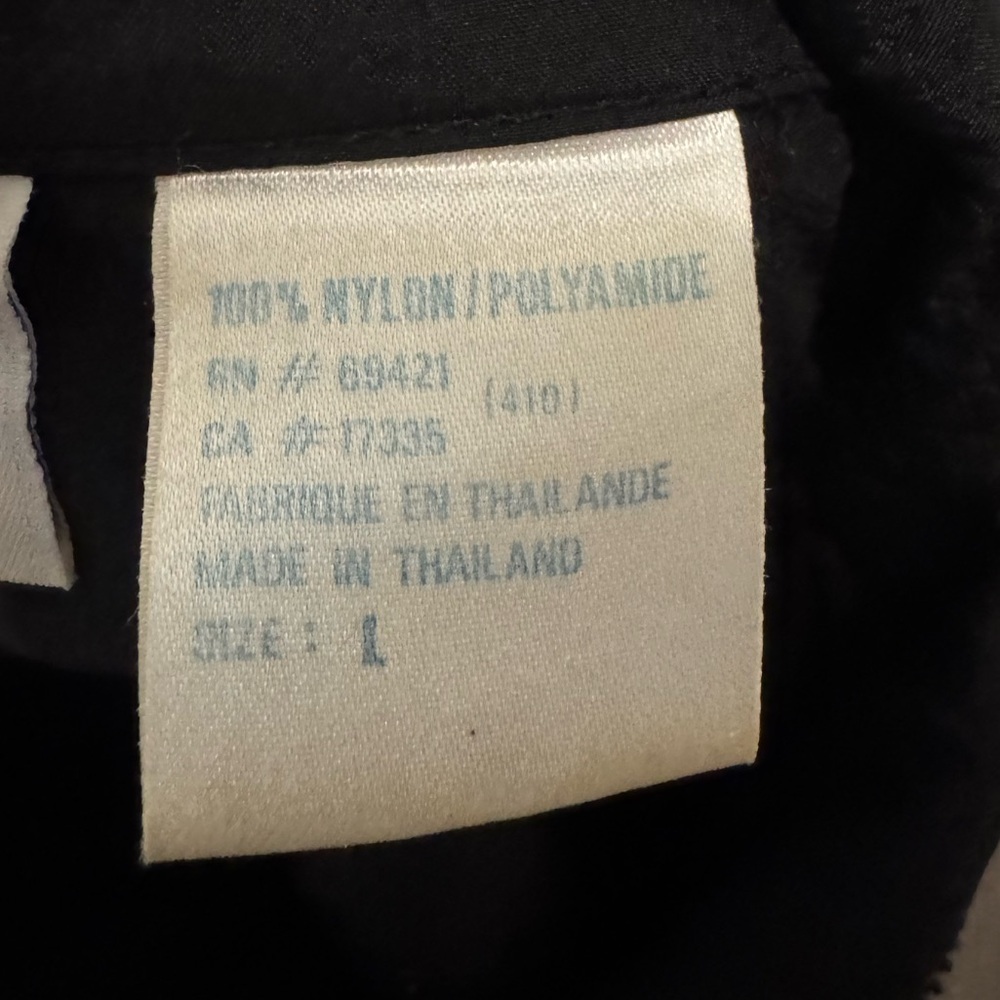 100% NYLON/POLYAMIDE
RN # 69421
(410)
CA # 17335
FABRIQUE EN THAILANDE
MADE IN THAILAND
SIZE: L